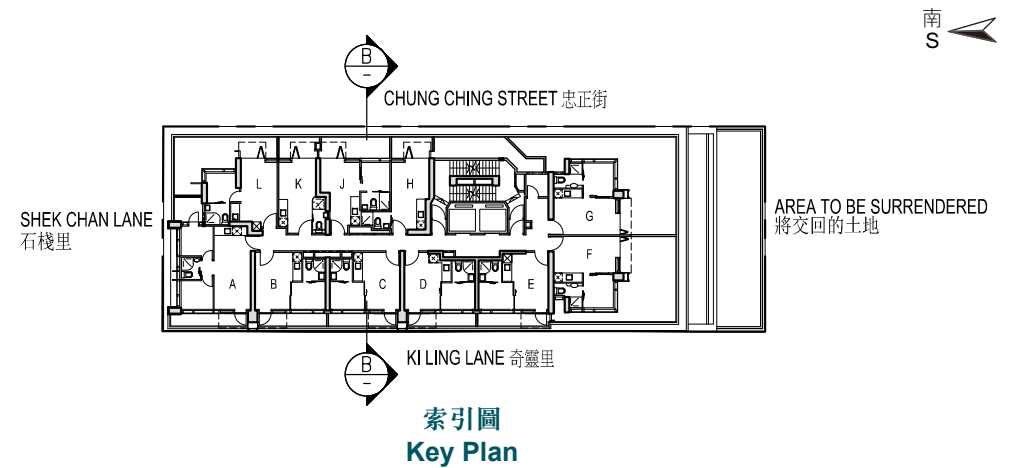 南
S
B
–
CHUNG CHING STREET 忠正街
L
K
J
H
G
SHEK CHAN LANE
石棧里
AREA TO BE SURRENDERED
將交回的土地
F
A
B
C
D
E
B
–
KI LING LANE 奇靈里
索引圖
Key Plan